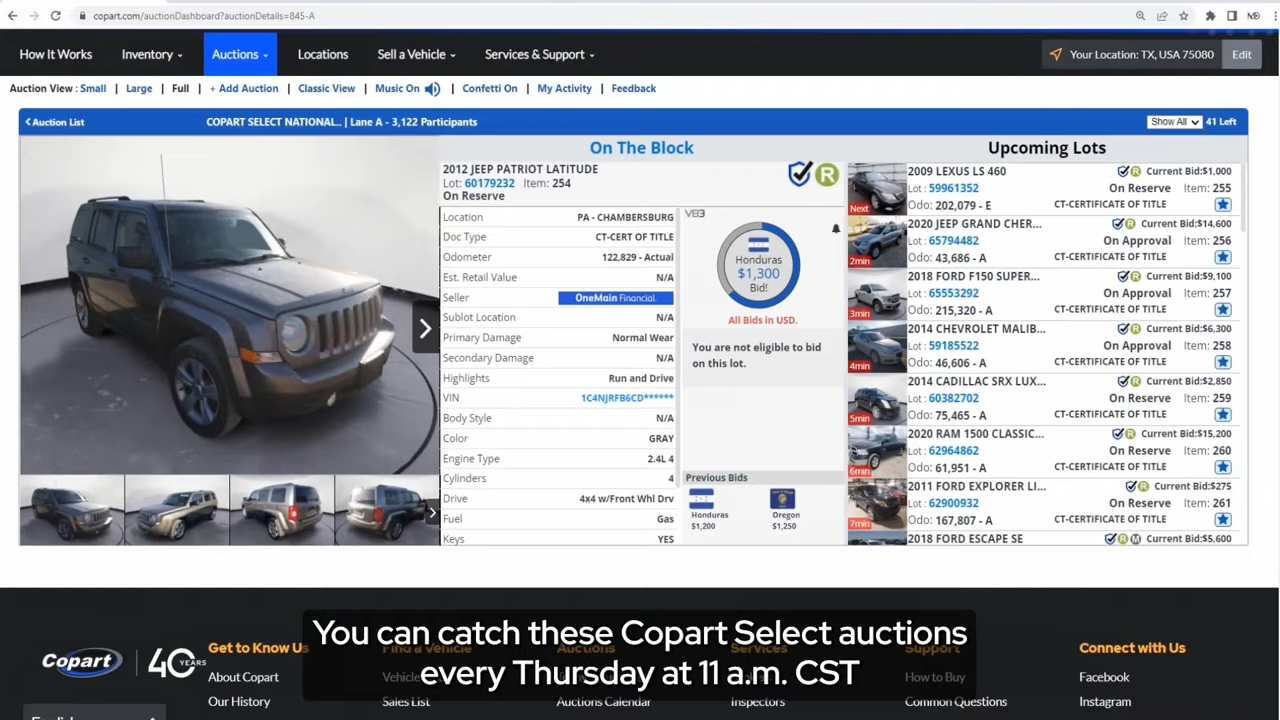 copart.com/auctionDashboard?auctionDetails=845-A
How It Works Inventory Auctions Locations Sell a Vehicle Services & Support Your Location: TX, USA 75080 Edit
Auction View : Small | Large | Full + Add Auction | Classic View | Music On | Confetti On | My Activity | Feedback
Auction List COPART SELECT NATIONAL.. | Lane A - 3,122 Participants Show All 41 Left
On The Block
2012 JEEP PATRIOT LATITUDE
Lot: 60179232 Item: 254
On Reserve
Location PA - CHAMBERSBURG
Doc Type CT-CERT OF TITLE
Odometer 122,829 - Actual
Est. Retail Value N/A
Seller OneMain Financial
Sublot Location N/A
Primary Damage Normal Wear
Secondary Damage N/A
Highlights Run and Drive
VIN 1C4NJRFB6CD******
Body Style N/A
Color GRAY
Engine Type 2.4L 4
Cylinders 4
Drive 4x4 w/Front Whl Drv
Fuel Gas
Keys YES
VB3
Honduras
$1,300
Bid!
All Bids in USD.
You are not eligible to bid
on this lot.
Previous Bids
Honduras Oregon
$1,200 $1,250
Upcoming Lots
2009 LEXUS LS 460 Current Bid:$1,000
Lot : 59961352 On Reserve Item: 255
Next Odo: 202,079 - E CT-CERTIFICATE OF TITLE
2020 JEEP GRAND CHER... Current Bid:$14,600
Lot : 65794482 On Approval Item: 256
2min Odo: 43,686 - A CT-CERTIFICATE OF TITLE
2018 FORD F150 SUPER... Current Bid:$9,100
Lot : 65553292 On Approval Item: 257
3min Odo: 215,320 - A CT-CERTIFICATE OF TITLE
2014 CHEVROLET MALIB... Current Bid:$6,300
Lot : 59185522 On Approval Item: 258
4min Odo: 46,606 - A CT-CERTIFICATE OF TITLE
2014 CADILLAC SRX LUX... Current Bid:$2,850
Lot : 60382702 On Reserve Item: 259
5min Odo: 75,465 - A CT-CERTIFICATE OF TITLE
2020 RAM 1500 CLASSIC... Current Bid:$15,200
Lot : 62964862 On Reserve Item: 260
6min Odo: 61,951 - A CT-CERTIFICATE OF TITLE
2011 FORD EXPLORER LI... Current Bid:$275
Lot : 62900932 On Reserve Item: 261
7min Odo: 167,807 - A CT-CERTIFICATE OF TITLE
2018 FORD ESCAPE SE Current Bid:$5,600
You can catch these Copart Select auctions
every Thursday at 11 a.m. CST
Copart 40 YEARS
Get to Know Us Find a Vehicle Auctions Services Support Connect with Us
About Copart How to Buy Facebook
Our History Sales List Auctions Calendar Inspectors Common Questions Instagram